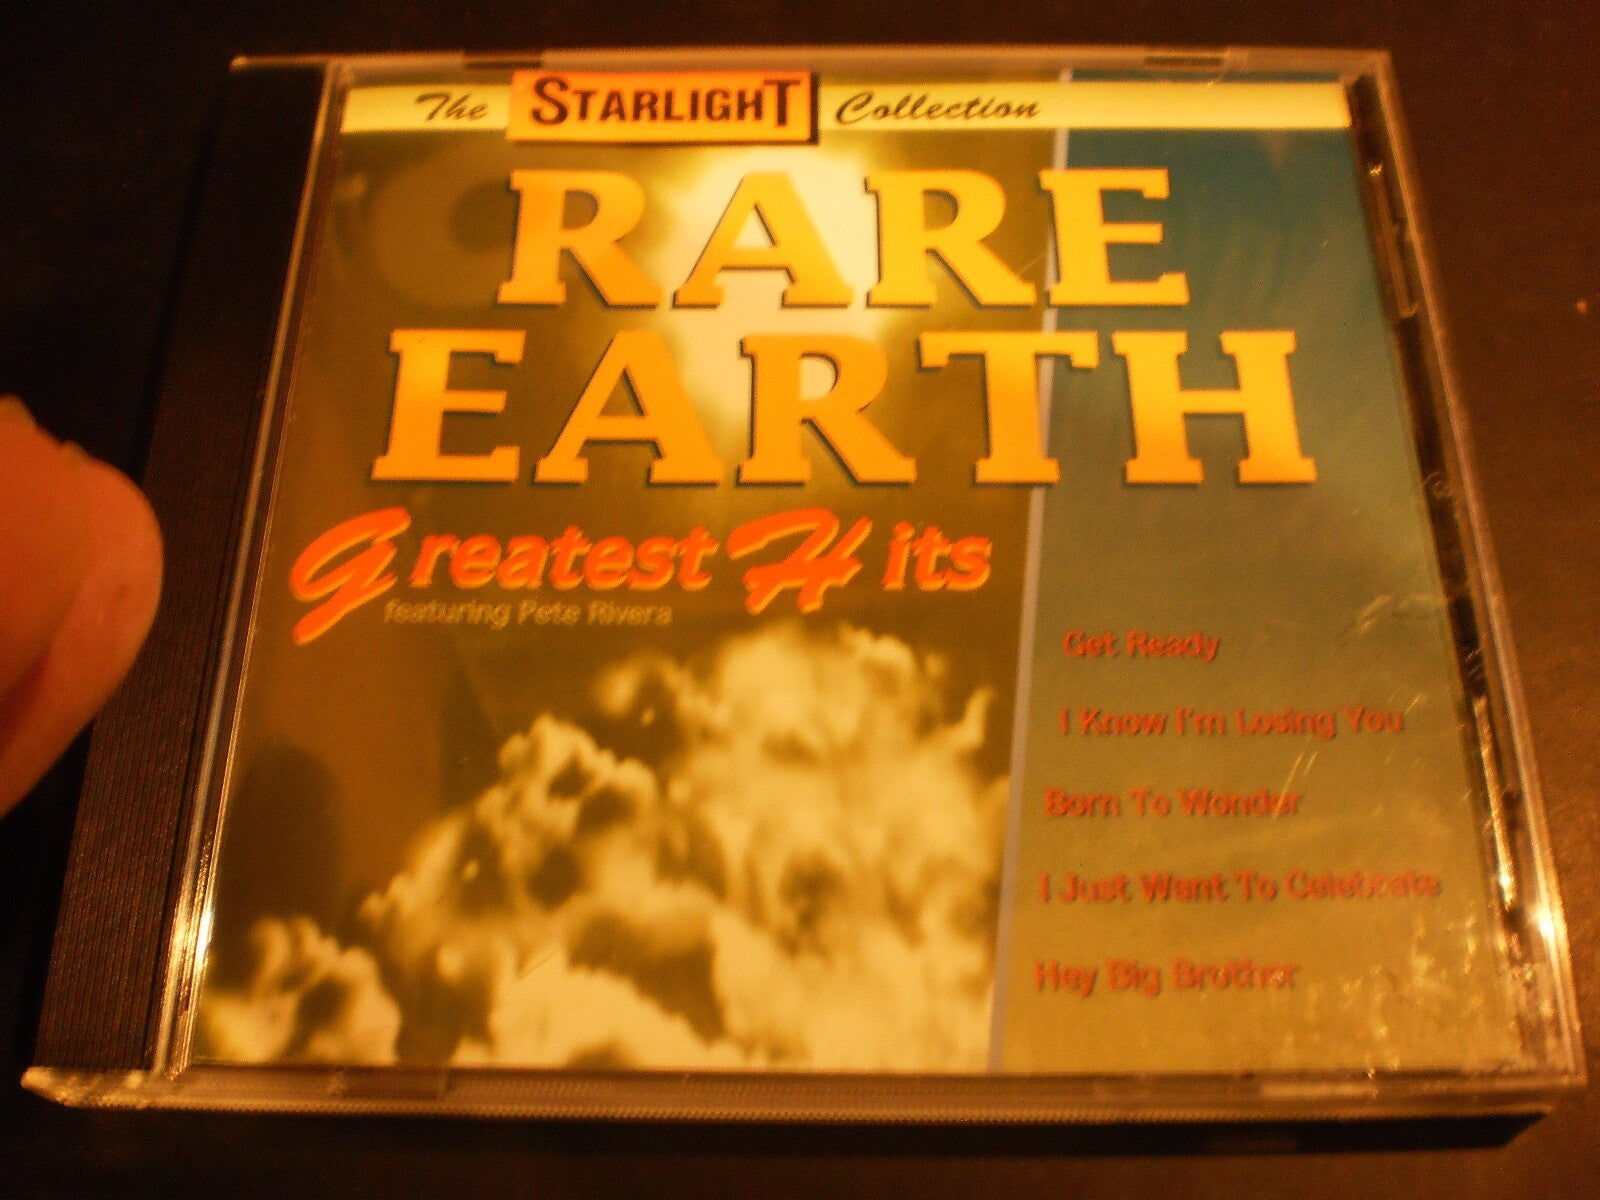 The STARLIGHT Collection
RARE
EARTH
Greatest Hits
featuring Pete Rivera
Get Ready
I Know I'm Losing You
Born To Wonder
I Just Want To Celebrate
Hey Big Brother